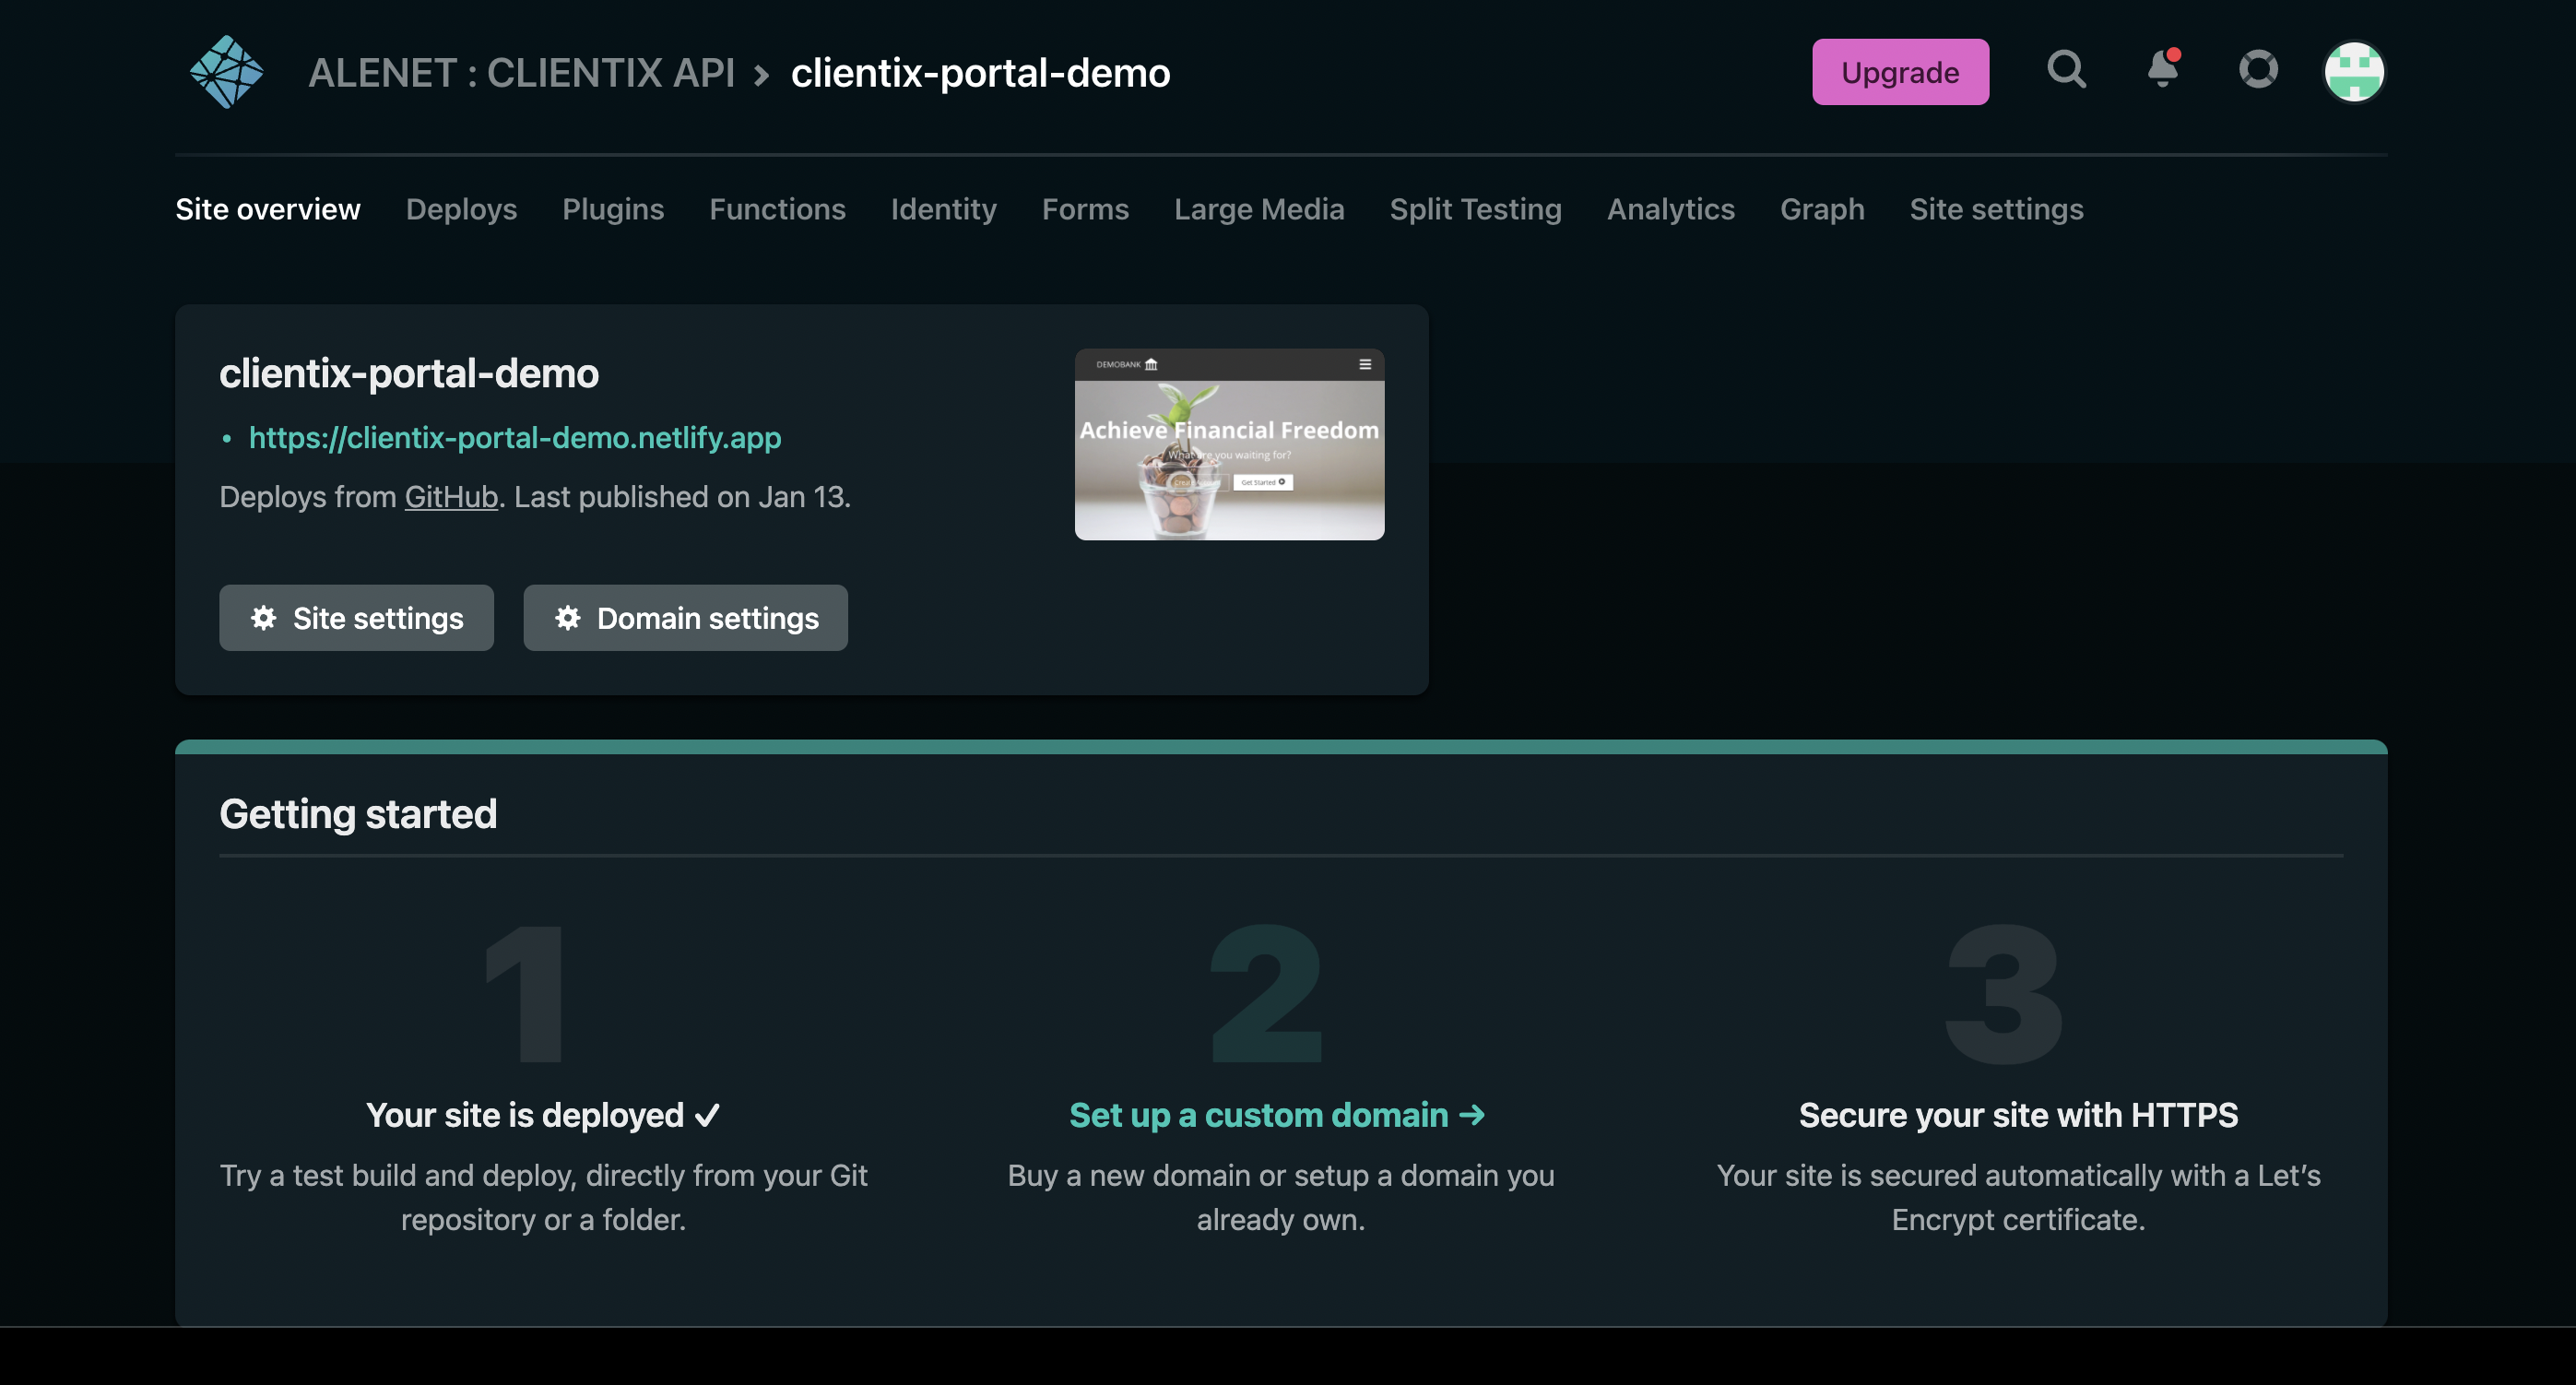 ALENET : CLIENTIX API > clientix-portal-demo
Upgrade
Site overview Deploys Plugins Functions Identity Forms Large Media Split Testing Analytics Graph Site settings
clientix-portal-demo
• https://clientix-portal-demo.netlify.app
Deploys from GitHub. Last published on Jan 13.
DEMOBANK
Achieve Financial Freedom
What are you waiting for?
Get Started
Site settings
Domain settings
Getting started
1
Your site is deployed ✓
Try a test build and deploy, directly from your Git
repository or a folder.
2
Set up a custom domain →
Buy a new domain or setup a domain you
already own.
3
Secure your site with HTTPS
Your site is secured automatically with a Let’s
Encrypt certificate.